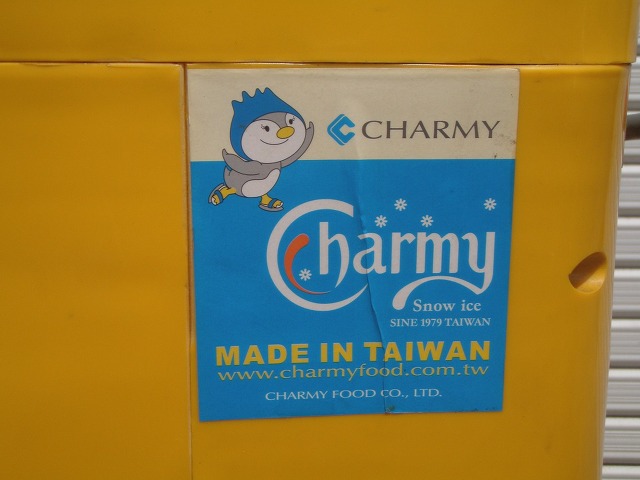 CHARMY
Charmy
Snow ice
SINE 1979 TAIWAN
MADE IN TAIWAN
www.charmyfood.com.tw
CHARMY FOOD CO., LTD.